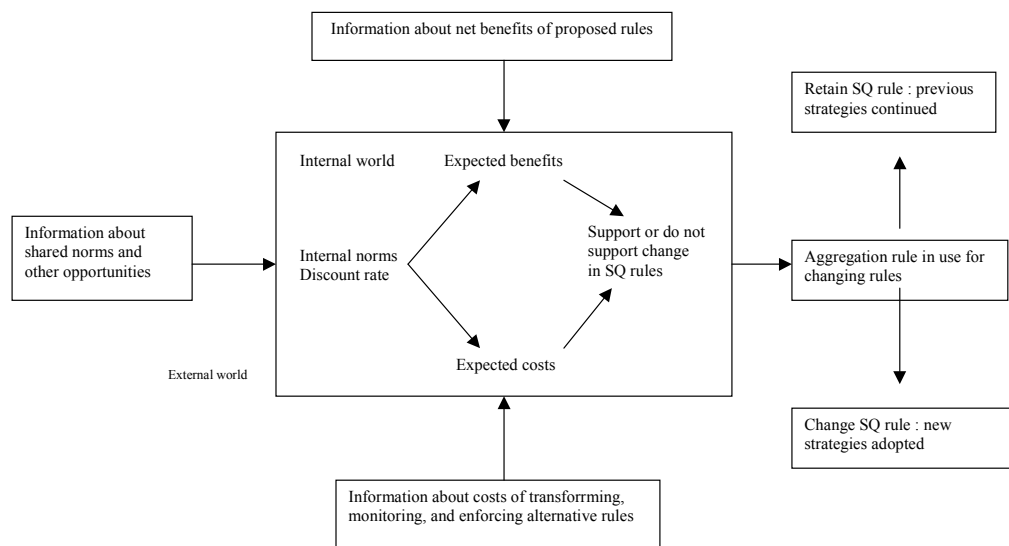 Information about net benefits of proposed rules
Retain SQ rule : previous
strategies continued
Internal world
Expected benefits
Information about
shared norms and
other opportunities
Internal norms
Discount rate
Support or do not
support change
in SQ rules
Aggregation rule in use for
changing rules
Expected costs
External world
Change SQ rule : new
strategies adopted
Information about costs of transforrming,
monitoring, and enforcing alternative rules